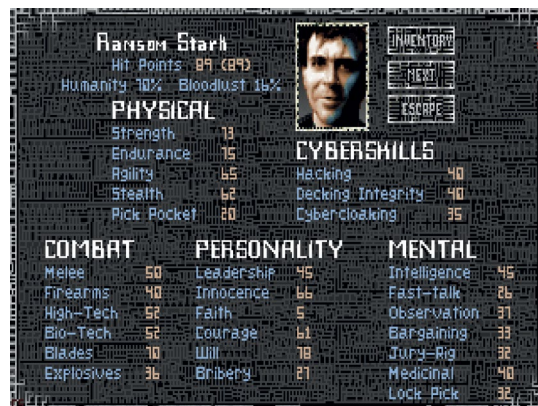 Ransom Stark
Hit Points 89 (89)
Humanity 70% Bloodlust 16%
INVENTORY
NEXT
ESCAPE
PHYSICAL
Strength 73
Endurance 75
Agility 65
Stealth 62
Pick Pocket 20
CYBERSKILLS
Hacking 40
Decking Integrity 40
Cybercloaking 35
COMBAT
Melee 50
Firearms 40
High-Tech 52
Bio-Tech 52
Blades 70
Explosives 36
PERSONALITY
Leadership 45
Innocence 66
Faith 5
Courage 61
Will 78
Bribery 27
MENTAL
Intelligence 45
Fast-talk 26
Observation 37
Bargaining 33
Jury-Rig 32
Medicinal 40
Lock Pick 32